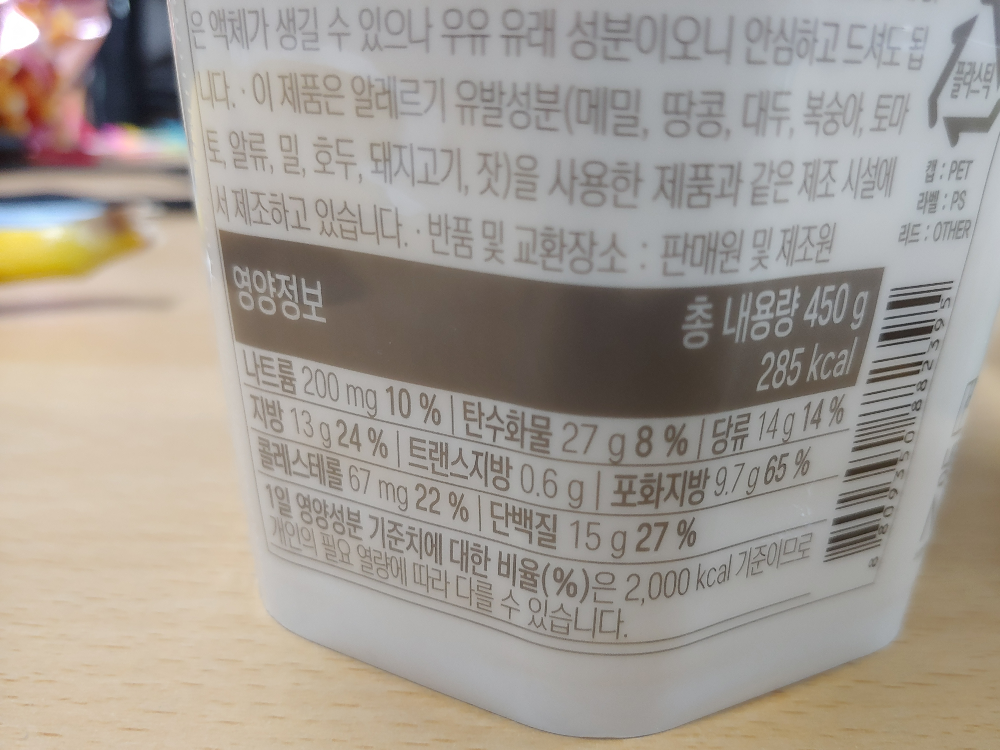 은 액체가 생길 수 있으나 우유 유래 성분이오니 안심하고 드셔도 됩
니다. · 이 제품은 알레르기 유발성분(메밀, 땅콩, 대두, 복숭아, 토마
토, 알류, 밀, 호두, 돼지고기, 잣)을 사용한 제품과 같은 제조 시설에
서 제조하고 있습니다. · 반품 및 교환장소 : 판매원 및 제조원
플라스틱
캡 : PET
라벨 : PS
리드 : OTHER
영양정보
총 내용량 450 g
285 kcal
나트륨 200 mg 10 % | 탄수화물 27 g 8 % | 당류 14 g 14 %
지방 13 g 24 % | 트랜스지방 0.6 g | 포화지방 9.7 g 65 %
콜레스테롤 67 mg 22 % | 단백질 15 g 27 %
1일 영양성분 기준치에 대한 비율(%)은 2,000 kcal 기준이므로
개인의 필요 열량에 따라 다를 수 있습니다.
8 809350 882395